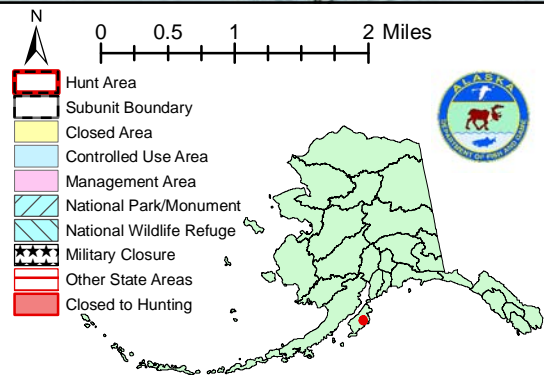 N
0 0.5 1 2 Miles
Hunt Area
Subunit Boundary
Closed Area
Controlled Use Area
Management Area
National Park/Monument
National Wildlife Refuge
Military Closure
Other State Areas
Closed to Hunting
ALASKA
DEPARTMENT OF FISH AND GAME